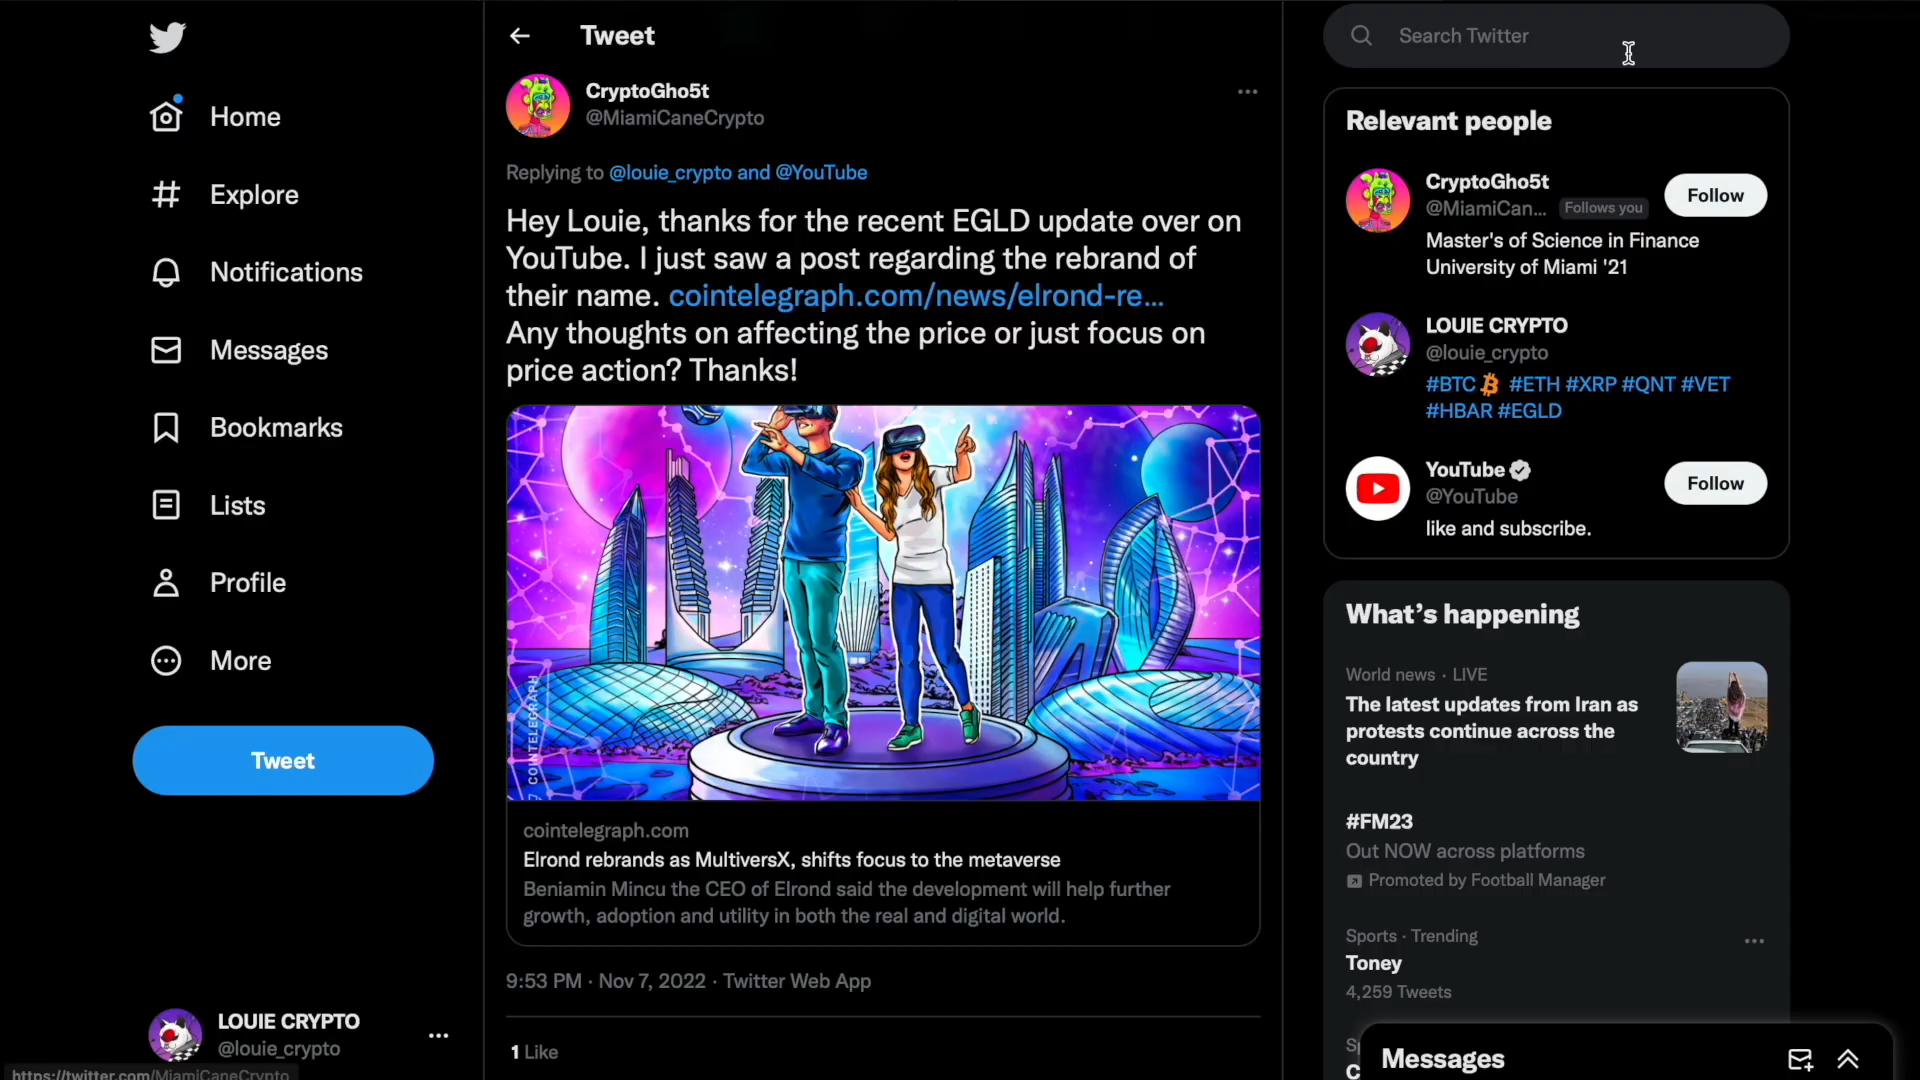 Home
Explore
Notifications
Messages
Bookmarks
Lists
Profile
More
Tweet
LOUIE CRYPTO
@louie_crypto
https://twitter.com/MiamiCaneCrypto
Tweet
CryptoGho5t
@MiamiCaneCrypto
Replying to @louie_crypto and @YouTube
Hey Louie, thanks for the recent EGLD update over on
YouTube. I just saw a post regarding the rebrand of
their name. cointelegraph.com/news/elrond-re...
Any thoughts on affecting the price or just focus on
price action? Thanks!
COINTELEGRAPH
cointelegraph.com
Elrond rebrands as MultiversX, shifts focus to the metaverse
Beniamin Mincu the CEO of Elrond said the development will help further
growth, adoption and utility in both the real and digital world.
9:53 PM · Nov 7, 2022 · Twitter Web App
1 Like
Search Twitter
Relevant people
CryptoGho5t
@MiamiCan... Follows you
Follow
Master's of Science in Finance
University of Miami '21
LOUIE CRYPTO
@louie_crypto
#BTC #ETH #XRP #QNT #VET
#HBAR #EGLD
YouTube
@YouTube
Follow
like and subscribe.
What's happening
World news · LIVE
The latest updates from Iran as
protests continue across the
country
#FM23
Out NOW across platforms
Promoted by Football Manager
Sports · Trending
Toney
4,259 Tweets
Messages